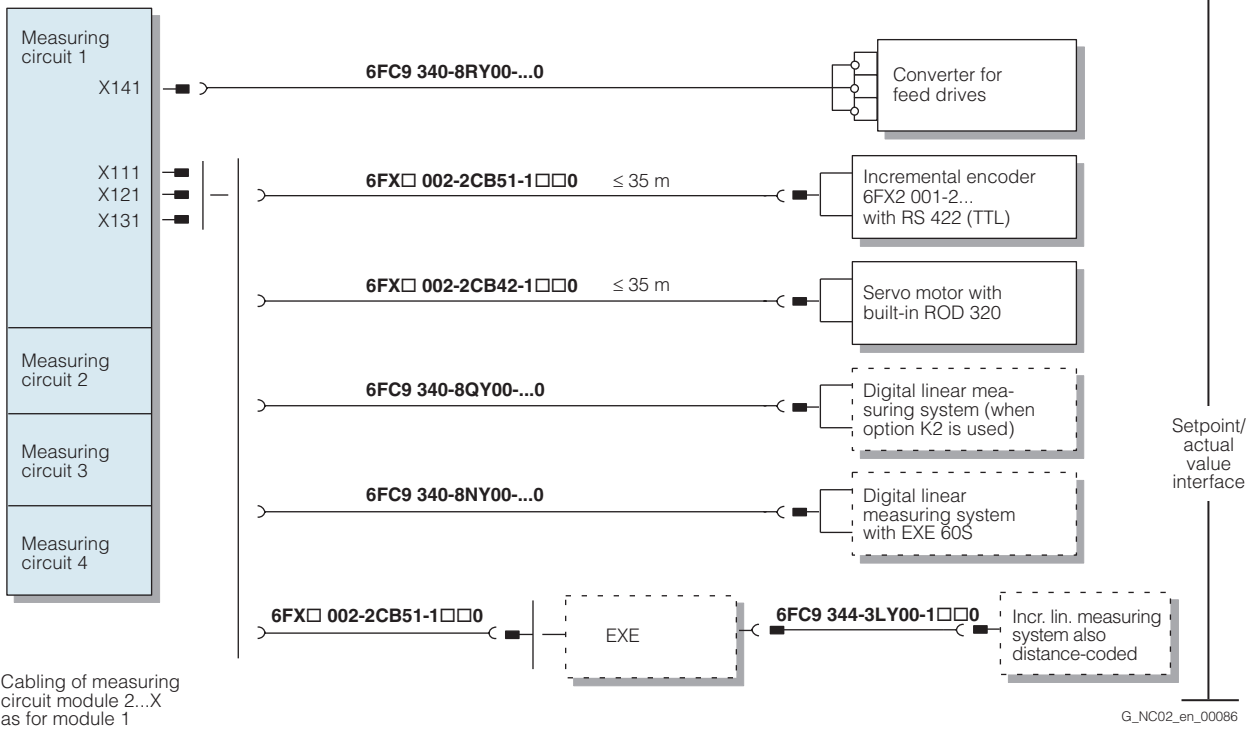 Measuring
circuit 1
X141
6FC9 340-8RY00-...0
Converter for
feed drives
X111
X121
X131
6FX□ 002-2CB51-1□□0 ≤ 35 m
Incremental encoder
6FX2 001-2...
with RS 422 (TTL)
6FX□ 002-2CB42-1□□0 ≤ 35 m
Servo motor with
built-in ROD 320
Measuring
circuit 2
6FC9 340-8QY00-...0
Digital linear mea-
suring system (when
option K2 is used)
Measuring
circuit 3
Setpoint/
actual
value
interface
6FC9 340-8NY00-...0
Digital linear
measuring system
with EXE 60S
Measuring
circuit 4
6FX□ 002-2CB51-1□□0
EXE
6FC9 344-3LY00-1□□0
Incr. lin. measuring
system also
distance-coded
Cabling of measuring
circuit module 2...X
as for module 1
G_NC02_en_00086